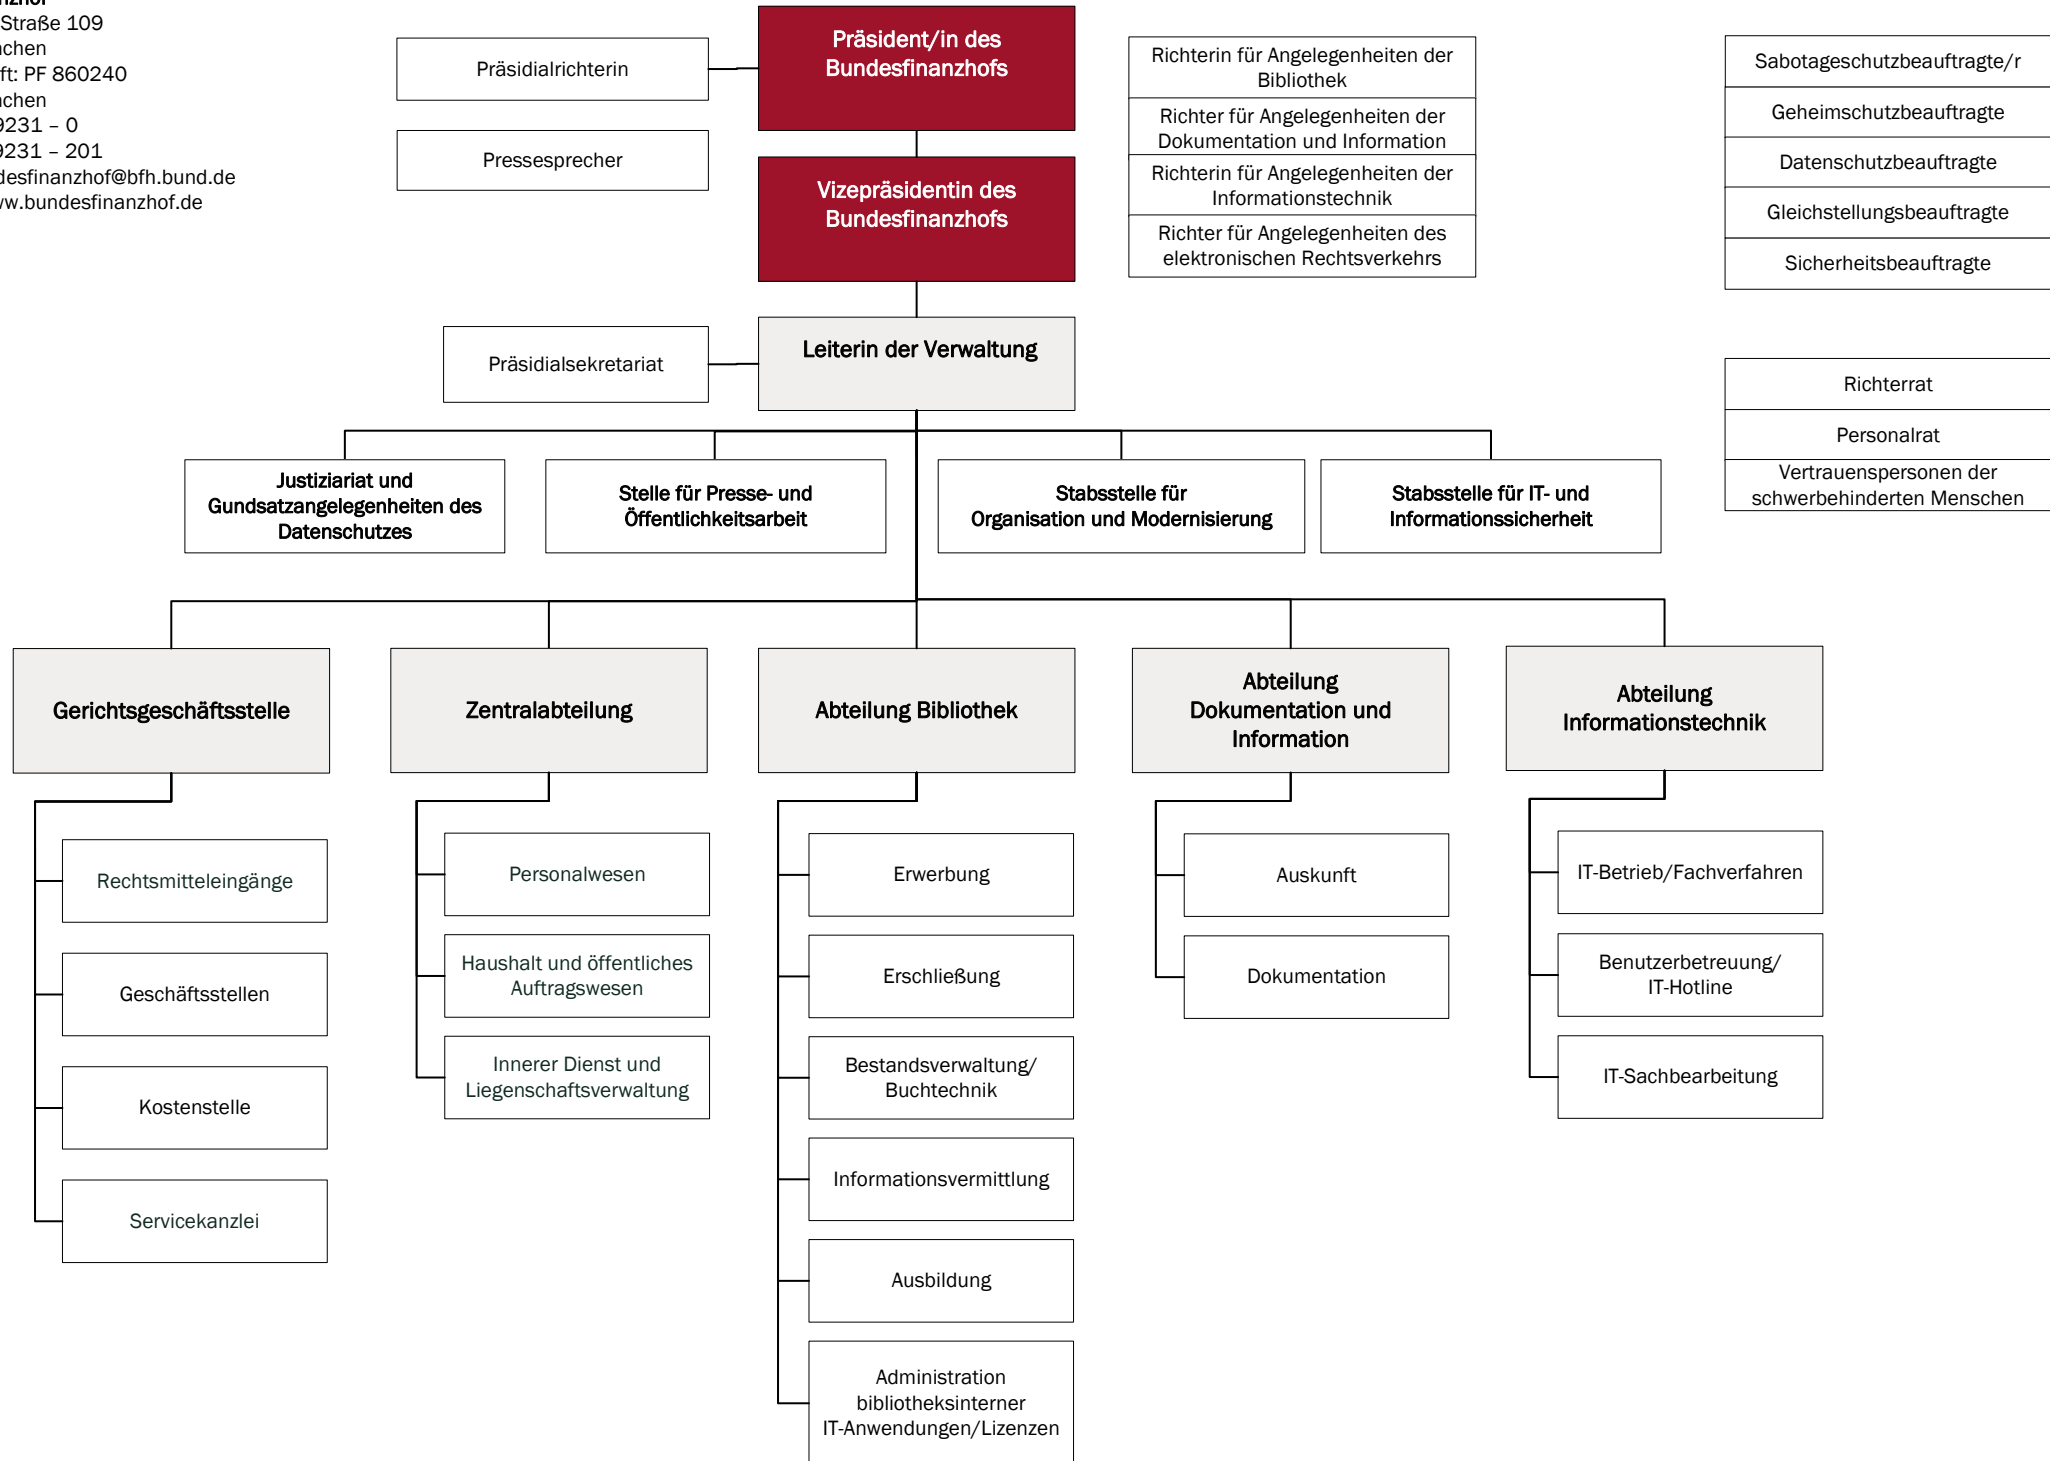 Straße 109
PF 860240
9231 – 0
9231 – 201
desfinanzhof@bfh.bund.de
www.bundesfinanzhof.de
Präsidialrichterin
Pressesprecher
Präsident/in des
Bundesfinanzhofs
Vizepräsidentin des
Bundesfinanzhofs
Richterin für Angelegenheiten der
Bibliothek
Richter für Angelegenheiten der
Dokumentation und Information
Richterin für Angelegenheiten der
Informationstechnik
Richter für Angelegenheiten des
elektronischen Rechtsverkehrs
Sabotageschutzbeauftragte/r
Geheimschutzbeauftragte
Datenschutzbeauftragte
Gleichstellungsbeauftragte
Sicherheitsbeauftragte
Präsidialsekretariat
Leiterin der Verwaltung
Richterrat
Personalrat
Vertrauenspersonen der
schwerbehinderten Menschen
Justiziariat und
Gundsatzangelegenheiten des
Datenschutzes
Stelle für Presse- und
Öffentlichkeitsarbeit
Stabsstelle für
Organisation und Modernisierung
Stabsstelle für IT- und
Informationssicherheit
Gerichtsgeschäftsstelle
Zentralabteilung
Abteilung Bibliothek
Abteilung
Dokumentation und
Information
Abteilung
Informationstechnik
Rechtsmitteleingänge
Geschäftsstellen
Kostenstelle
Servicekanzlei
Personalwesen
Haushalt und öffentliches
Auftragswesen
Innerer Dienst und
Liegenschaftsverwaltung
Erwerbung
Erschließung
Bestandsverwaltung/
Buchtechnik
Informationsvermittlung
Ausbildung
Administration
bibliotheksinterner
IT-Anwendungen/Lizenzen
Auskunft
Dokumentation
IT-Betrieb/Fachverfahren
Benutzerbetreuung/
IT-Hotline
IT-Sachbearbeitung